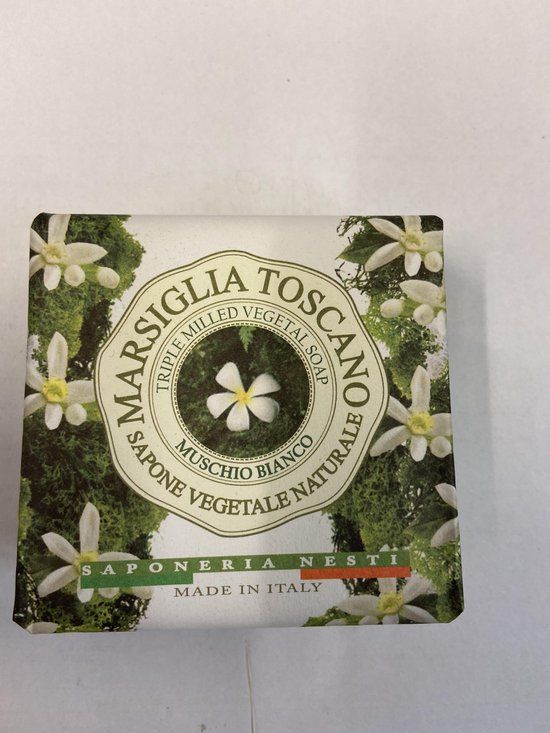 MARSIGLIA TOSCANO
TRIPLE MILLED VEGETAL SOAP
MUSCHIO BIANCO
SAPONE VEGETALE NATURALE
SAPONERIA NESTI
MADE IN ITALY